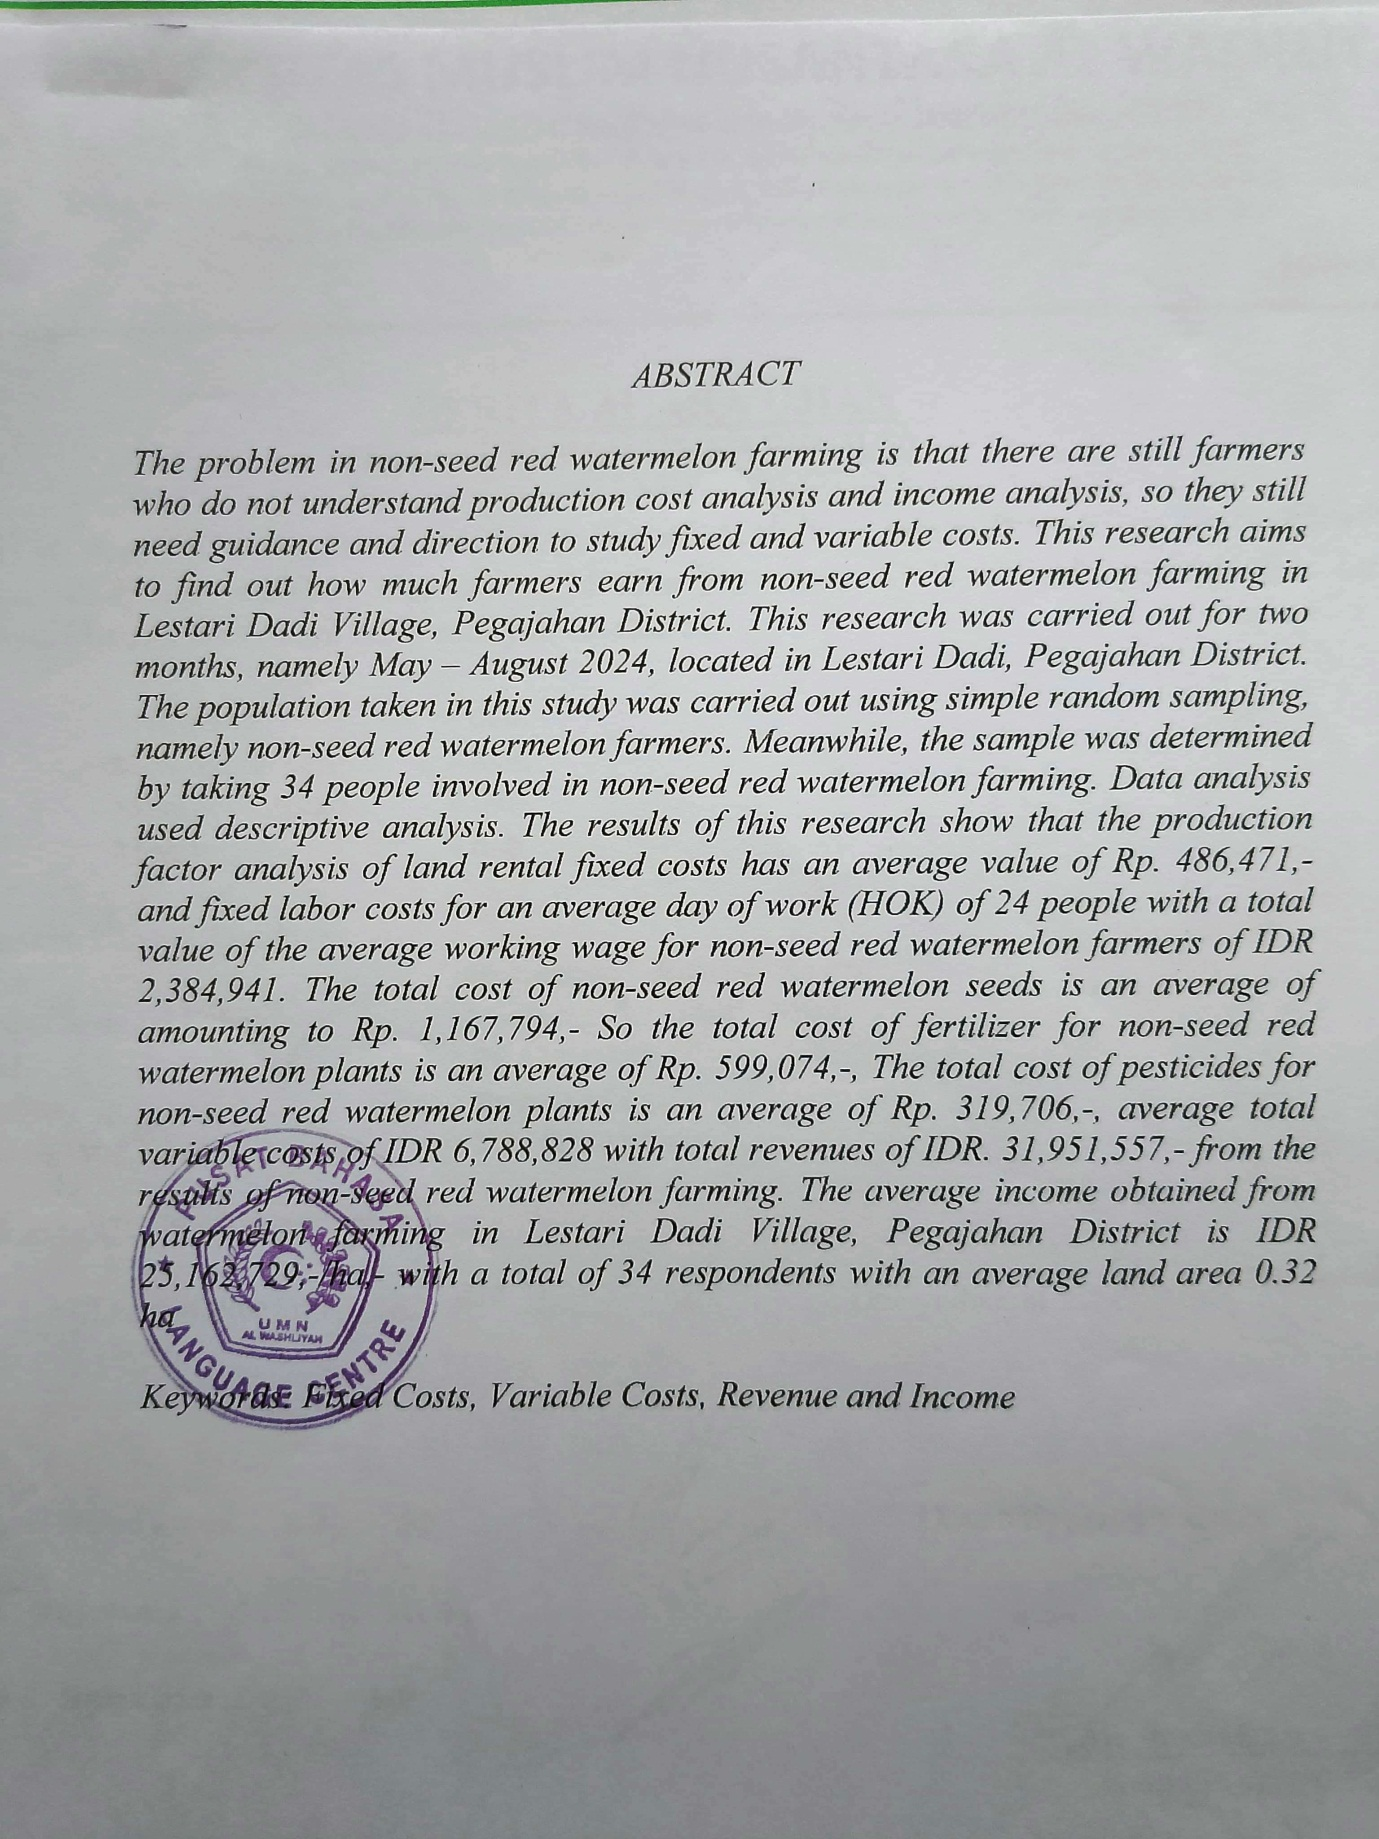 ABSTRACT
The problem in non-seed red watermelon farming is that there are still farmers
who do not understand production cost analysis and income analysis, so they still
need guidance and direction to study fixed and variable costs. This research aims
to find out how much farmers earn from non-seed red watermelon farming in
Lestari Dadi Village, Pegajahan District. This research was carried out for two
months, namely May – August 2024, located in Lestari Dadi, Pegajahan District.
The population taken in this study was carried out using simple random sampling,
namely non-seed red watermelon farmers. Meanwhile, the sample was determined
by taking 34 people involved in non-seed red watermelon farming. Data analysis
used descriptive analysis. The results of this research show that the production
factor analysis of land rental fixed costs has an average value of Rp. 486,471,-
and fixed labor costs for an average day of work (HOK) of 24 people with a total
value of the average working wage for non-seed red watermelon farmers of IDR
2,384,941. The total cost of non-seed red watermelon seeds is an average of
amounting to Rp. 1,167,794,- So the total cost of fertilizer for non-seed red
watermelon plants is an average of Rp. 599,074,-, The total cost of pesticides for
non-seed red watermelon plants is an average of Rp. 319,706,-, average total
variable costs of IDR 6,788,828 with total revenues of IDR. 31,951,557,- from the
results of non-seed red watermelon farming. The average income obtained from
watermelon farming in Lestari Dadi Village, Pegajahan District is IDR
25,162,729,-/ha,- with a total of 34 respondents with an average land area 0.32
ha
Keywords: Fixed Costs, Variable Costs, Revenue and Income
PUSAT BAHASA
UMN
AL WASHLIYAH
LANGUAGE CENTRE